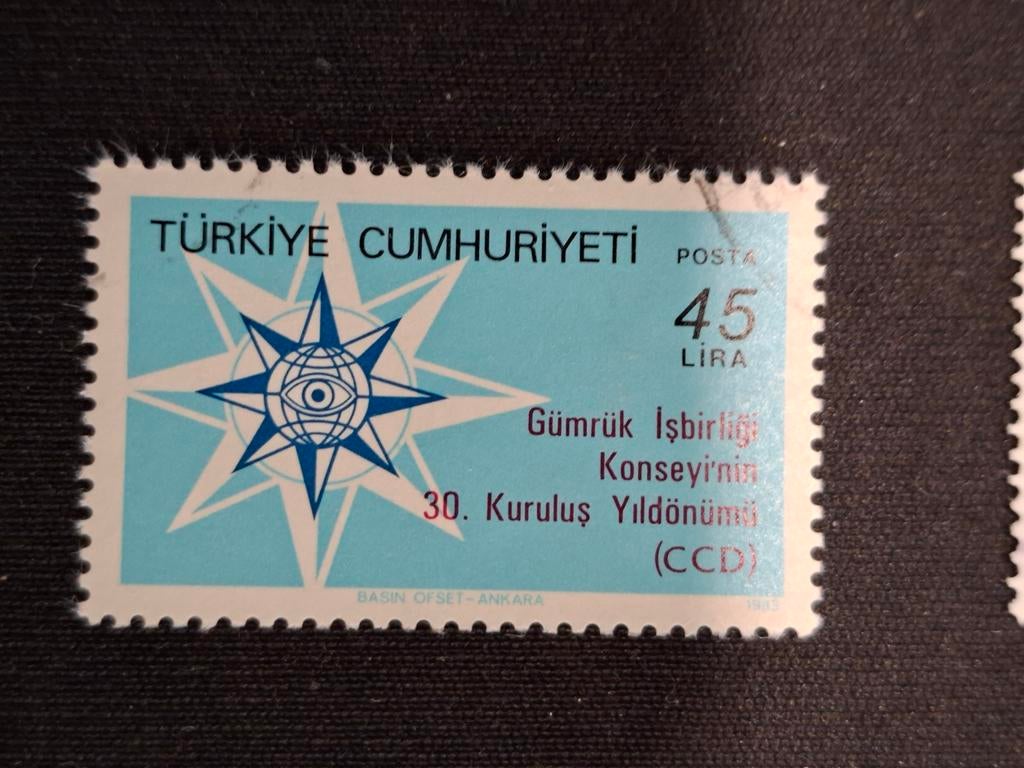 TÜRKİYE CUMHURİYETİ
POSTA
45
LİRA
Gümrük İşbirliği
Konseyi'nin
30. Kuruluş Yıldönümü
(CCD)
BASIN OFSET-ANKARA
1983